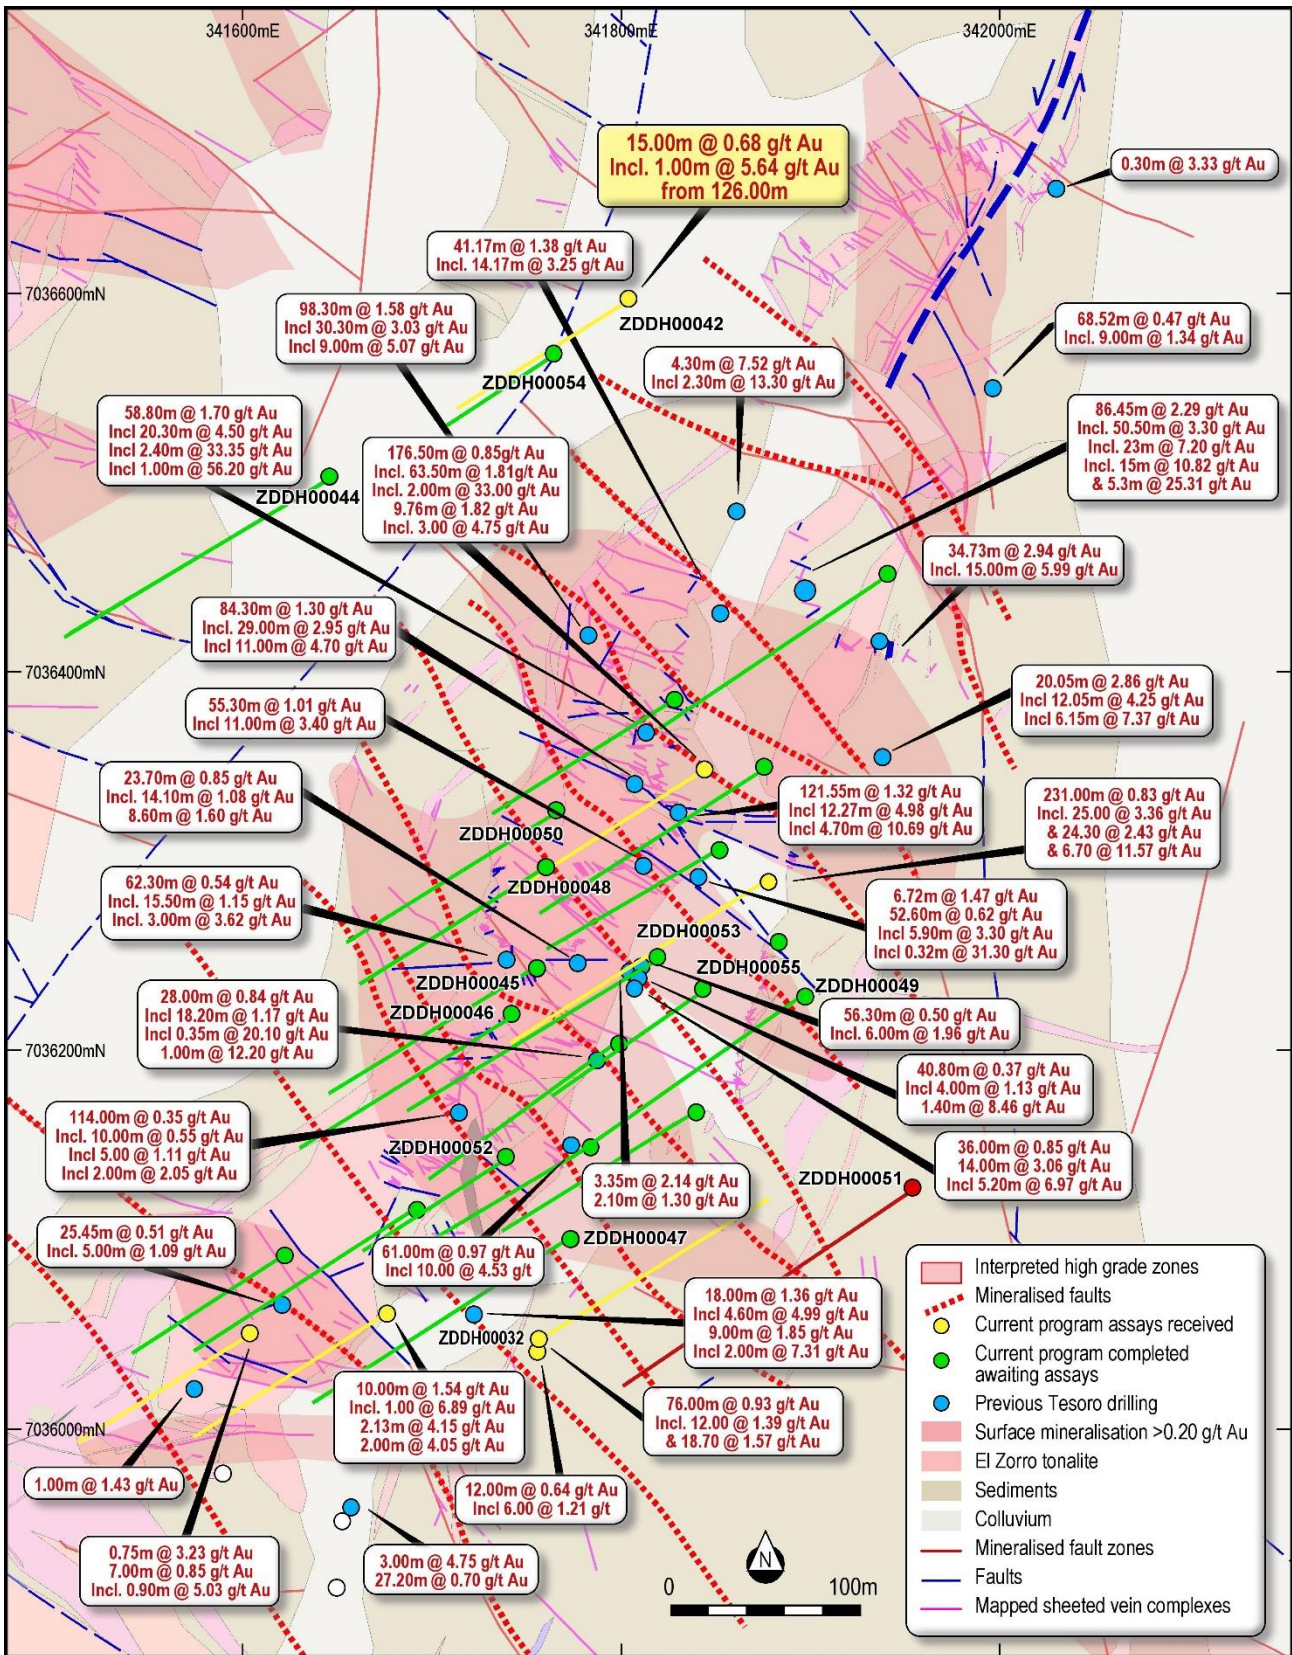 341600mE
341800mE
342000mE
15.00m @ 0.68 g/t Au
Incl. 1.00m @ 5.64 g/t Au
from 126.00m
0.30m @ 3.33 g/t Au
41.17m @ 1.38 g/t Au
Incl. 14.17m @ 3.25 g/t Au
7036600mN
98.30m @ 1.58 g/t Au
Incl 30.30m @ 3.03 g/t Au
Incl 9.00m @ 5.07 g/t Au
ZDDH00042
68.52m @ 0.47 g/t Au
Incl. 9.00m @ 1.34 g/t Au
4.30m @ 7.52 g/t Au
Incl 2.30m @ 13.30 g/t Au
ZDDH00054
58.80m @ 1.70 g/t Au
Incl 20.30m @ 4.50 g/t Au
Incl 2.40m @ 33.35 g/t Au
Incl 1.00m @ 56.20 g/t Au
86.45m @ 2.29 g/t Au
Incl. 50.50m @ 3.30 g/t Au
Incl. 23m @ 7.20 g/t Au
Incl. 15m @ 10.82 g/t Au
& 5.3m @ 25.31 g/t Au
176.50m @ 0.85g/t Au
Incl. 63.50m @ 1.81g/t Au
Incl. 2.00m @ 33.00 g/t Au
9.76m @ 1.82 g/t Au
Incl. 3.00 @ 4.75 g/t Au
ZDDH00044
34.73m @ 2.94 g/t Au
Incl. 15.00m @ 5.99 g/t Au
84.30m @ 1.30 g/t Au
Incl. 29.00m @ 2.95 g/t Au
Incl 11.00m @ 4.70 g/t Au
7036400mN
20.05m @ 2.86 g/t Au
Incl 12.05m @ 4.25 g/t Au
Incl 6.15m @ 7.37 g/t Au
55.30m @ 1.01 g/t Au
Incl 11.00m @ 3.40 g/t Au
23.70m @ 0.85 g/t Au
Incl. 14.10m @ 1.08 g/t Au
8.60m @ 1.60 g/t Au
121.55m @ 1.32 g/t Au
Incl 12.27m @ 4.98 g/t Au
Incl 4.70m @ 10.69 g/t Au
231.00m @ 0.83 g/t Au
Incl. 25.00 @ 3.36 g/t Au
& 24.30 @ 2.43 g/t Au
& 6.70 @ 11.57 g/t Au
ZDDH00050
ZDDH00048
62.30m @ 0.54 g/t Au
Incl. 15.50m @ 1.15 g/t Au
Incl. 3.00m @ 3.62 g/t Au
6.72m @ 1.47 g/t Au
52.60m @ 0.62 g/t Au
Incl 5.90m @ 3.30 g/t Au
Incl 0.32m @ 31.30 g/t Au
ZDDH00053
ZDDH00055
ZDDH00045
ZDDH00049
28.00m @ 0.84 g/t Au
Incl 18.20m @ 1.17 g/t Au
Incl 0.35m @ 20.10 g/t Au
1.00m @ 12.20 g/t Au
ZDDH00046
56.30m @ 0.50 g/t Au
Incl. 6.00m @ 1.96 g/t Au
7036200mN
40.80m @ 0.37 g/t Au
Incl 4.00m @ 1.13 g/t Au
1.40m @ 8.46 g/t Au
114.00m @ 0.35 g/t Au
Incl. 10.00m @ 0.55 g/t Au
Incl 5.00 @ 1.11 g/t Au
Incl 2.00m @ 2.05 g/t Au
ZDDH00052
36.00m @ 0.85 g/t Au
14.00m @ 3.06 g/t Au
Incl 5.20m @ 6.97 g/t Au
3.35m @ 2.14 g/t Au
2.10m @ 1.30 g/t Au
ZDDH00051
25.45m @ 0.51 g/t Au
Incl. 5.00m @ 1.09 g/t Au
61.00m @ 0.97 g/t Au
Incl 10.00 @ 4.53 g/t
ZDDH00047
18.00m @ 1.36 g/t Au
Incl 4.60m @ 4.99 g/t Au
9.00m @ 1.85 g/t Au
Incl 2.00m @ 7.31 g/t Au
ZDDH00032
10.00m @ 1.54 g/t Au
Incl. 1.00 @ 6.89 g/t Au
2.13m @ 4.15 g/t Au
2.00m @ 4.05 g/t Au
76.00m @ 0.93 g/t Au
Incl. 12.00 @ 1.39 g/t Au
& 18.70 @ 1.57 g/t Au
7036000mN
1.00m @ 1.43 g/t Au
12.00m @ 0.64 g/t Au
Incl 6.00 @ 1.21 g/t
0.75m @ 3.23 g/t Au
7.00m @ 0.85 g/t Au
Incl. 0.90m @ 5.03 g/t Au
3.00m @ 4.75 g/t Au
27.20m @ 0.70 g/t Au
N
0
100m
Interpreted high grade zones
Mineralised faults
Current program assays received
Current program completed
awaiting assays
Previous Tesoro drilling
Surface mineralisation >0.20 g/t Au
El Zorro tonalite
Sediments
Colluvium
Mineralised fault zones
Faults
Mapped sheeted vein complexes